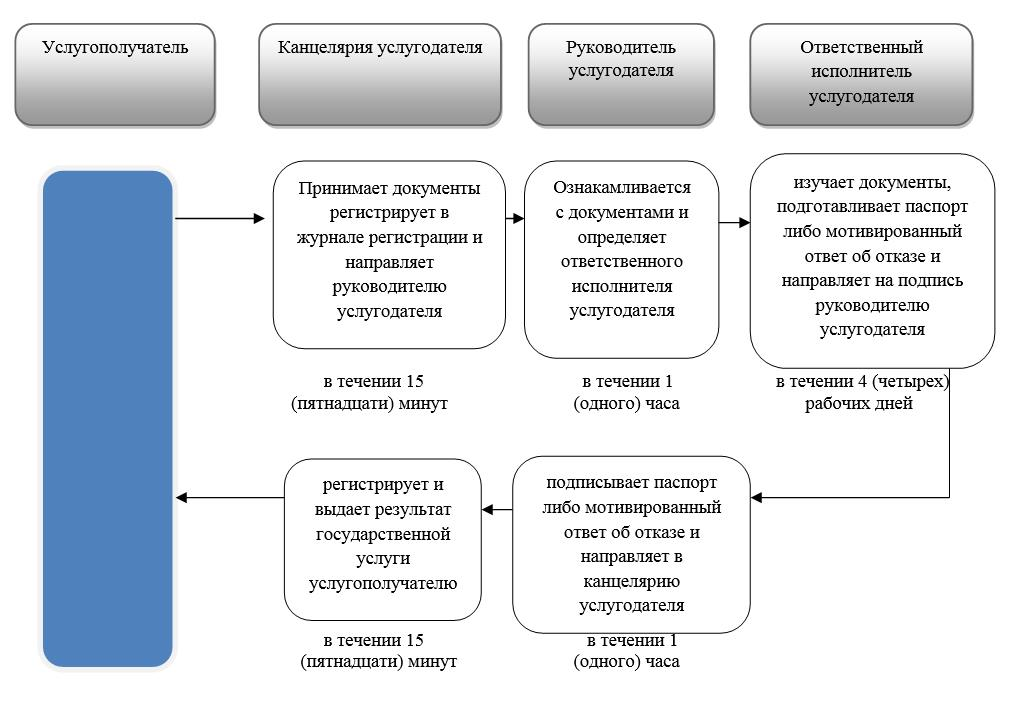 Услугополучатель
Канцелярия услугодателя
Руководитель
услугодателя
Ответственный
исполнитель
услугодателя
Принимает документы
регистрирует в
журнале регистрации и
направляет
руководителю
услугодателя
Ознакамливается
с документами и
определяет
ответственного
исполнителя
услугодателя
изучает документы,
подготавливает паспорт
либо мотивированный
ответ об отказе и
направляет на подпись
руководителю
услугодателя
в течении 15
(пятнадцати) минут
в течении 1
(одного) часа
в течении 4 (четырех)
рабочих дней
регистрирует и
выдает результат
государственной
услуги
услугополучателю
подписывает паспорт
либо мотивированный
ответ об отказе и
направляет в
канцелярию
услугодателя
в течении 15
(пятнадцати) минут
в течении 1
(одного) часа